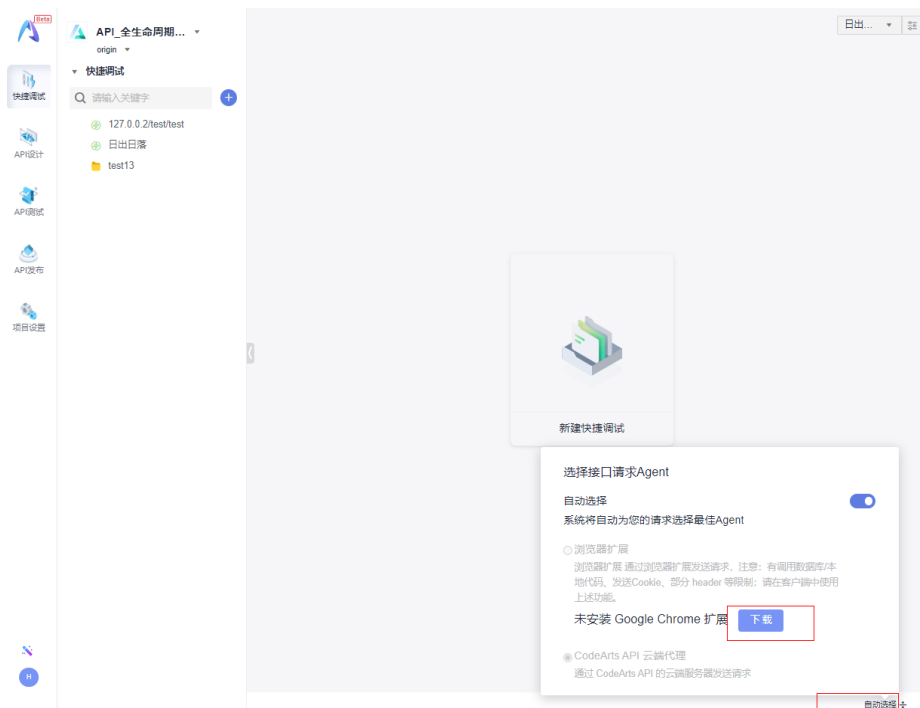 Beta
API_全生命周期...
origin
日出...
快捷调试
快捷调试
请输入关键字
127.0.0.2/test/test
日出日落
test13
API设计
API测试
API发布
项目设置
新建快捷调试
选择接口请求Agent
自动选择
系统将自动为您的请求选择最佳Agent
浏览器扩展
浏览器扩展 通过浏览器扩展发送请求，注意：有调用数据库/本
地代码、发送Cookie、部分 header 等限制；请在客户端中使用
上述功能。
未安装 Google Chrome 扩展
下载
CodeArts API 云端代理
通过 CodeArts API 的云端服务器发送请求
H
自动选择